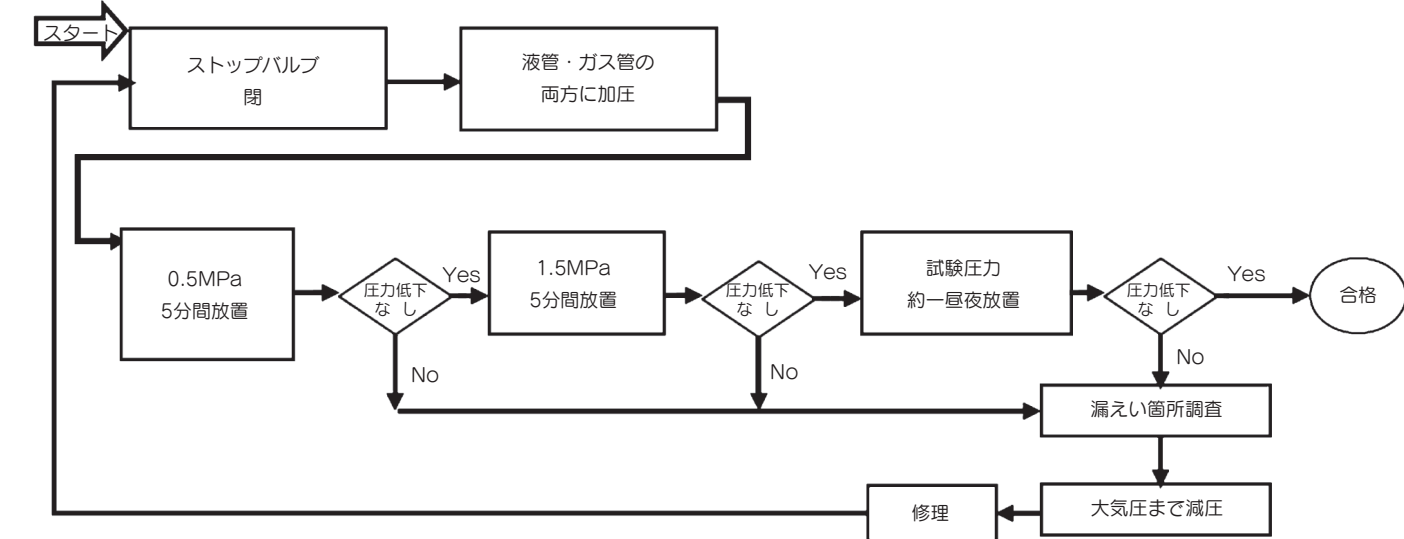 スタート
ストップバルブ
閉
液管・ガス管の
両方に加圧
0.5MPa
5分間放置
圧力低下
な し
Yes
No
1.5MPa
5分間放置
圧力低下
な し
Yes
No
試験圧力
約一昼夜放置
圧力低下
な し
Yes
No
合格
漏えい箇所調査
大気圧まで減圧
修理